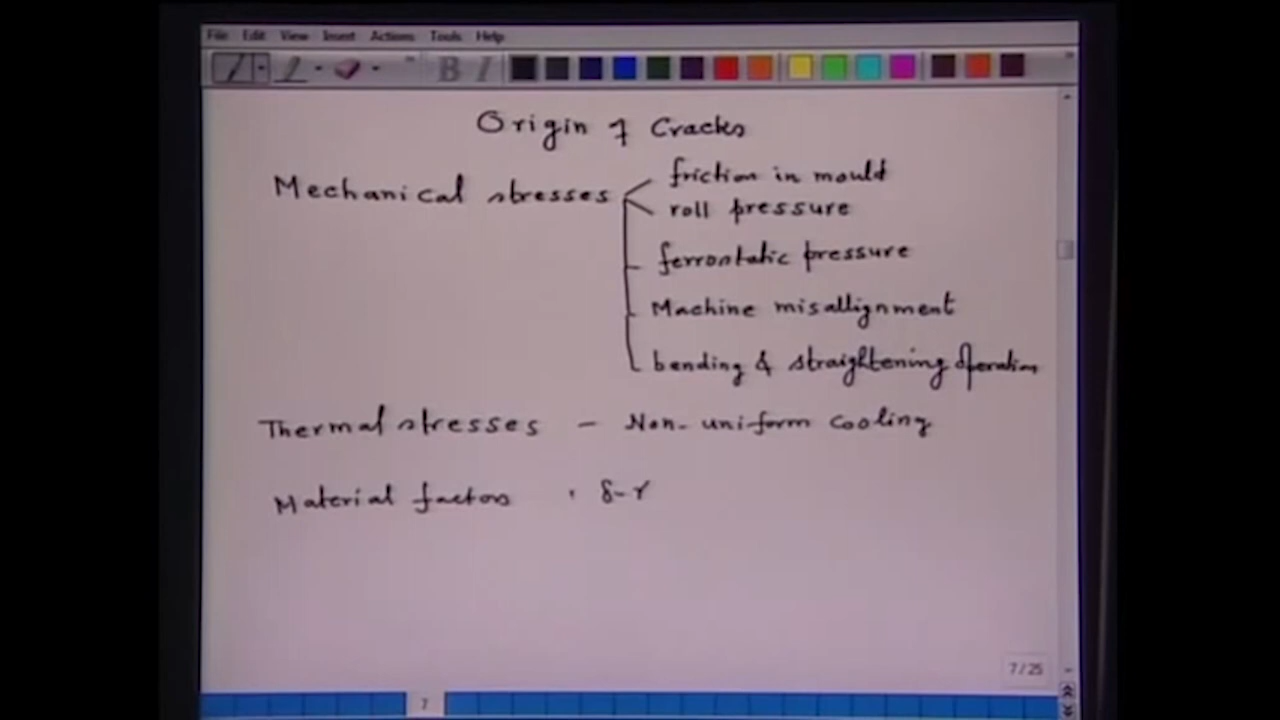 File Edit View Insert Actions Tools Help
B I
Origin of Cracks
Mechanical stresses
friction in mould
roll pressure
ferrostatic pressure
Machine misallignment
bending & straightening operation
Thermal stresses - Non-uniform cooling
Material factors · δ-γ
7/25
7